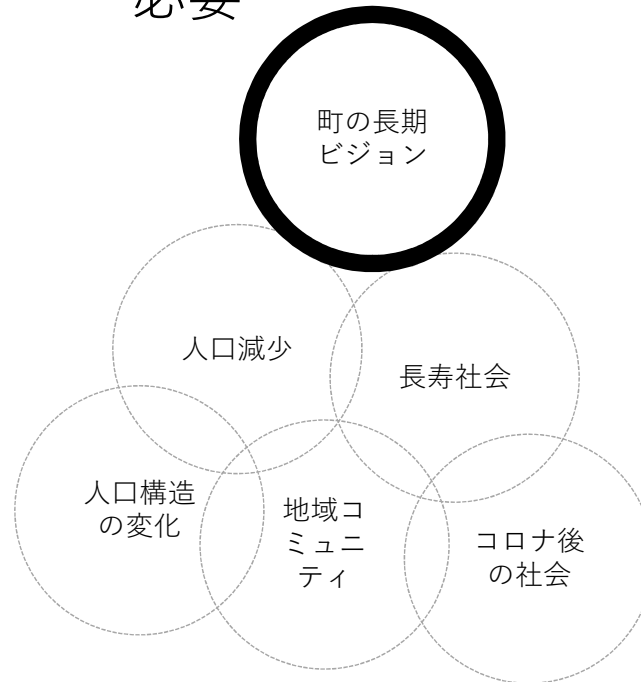 必要
町の長期
ビジョン
人口減少
長寿社会
人口構造
の変化
地域コ
ミュニ
ティ
コロナ後
の社会